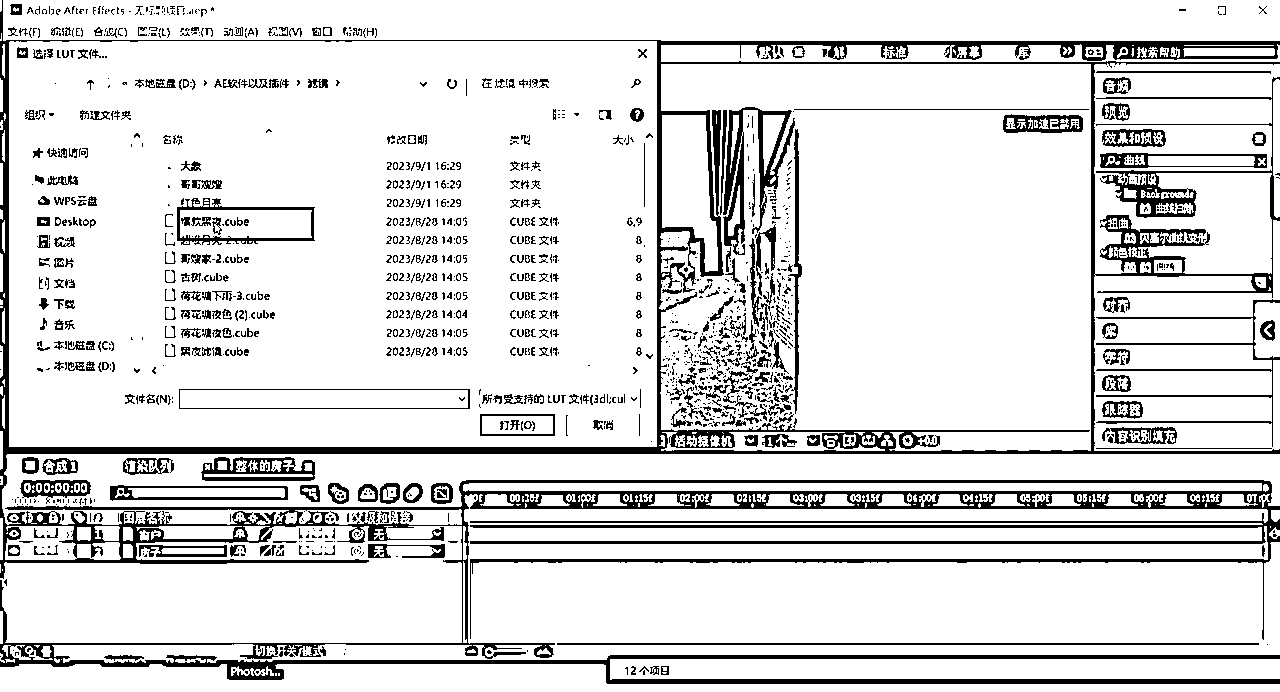 Adobe After Effects - 无标题项目.aep *
文件(F) 编辑(E) 合成(C) 图层(L) 效果(T) 动画(A) 视图(V) 窗口 帮助(H)
选择 LUT 文件...
默认 了解 标准 小屏幕 库 搜索帮助
« 本地磁盘 (D:) › AE软件以及插件 › 滤镜 ›
在 滤镜 中搜索
组织 新建文件夹
名称 修改日期 类型 大小
快速访问
此电脑
WPS云盘
Desktop
视频
图片
文档
下载
音乐
本地磁盘 (C:)
本地磁盘 (D:)
大象 2023/9/1 16:29 文件夹
哥哥嫂嫂 2023/9/1 16:29 文件夹
红色月亮 2023/9/1 16:29 文件夹
爆款黑夜.cube 2023/8/28 14:05 CUBE 文件 6,9
2023/8/28 14:05 CUBE 文件 8,
哥嫂家-2.cube 2023/8/28 14:05 CUBE 文件 8,
古树.cube 2023/8/28 14:05 CUBE 文件 8
荷花塘下雨-3.cube 2023/8/28 14:05 CUBE 文件 8
荷花塘夜色 (2).cube 2023/8/28 14:04 CUBE 文件 8
荷花塘夜色.cube 2023/8/28 14:05 CUBE 文件 8
黑夜滤镜.cube 2023/8/28 14:05 CUBE 文件 8
文件名(N):
所有受支持的 LUT 文件(3dl;cul
打开(O) 取消
显示加速已禁用
音频
预览
效果和预设
曲线
动画预设
Backgrounds
扭曲
贝塞尔曲线变形
颜色校正
曲线
对齐
库
字符
段落
跟踪器
内容识别填充
活动摄像机 1个...
合成 1 渲染队列 整体的房子
0:00:00:00
00:15f 01:00f 01:15f 02:00f 02:15f 03:00f 03:15f 04:00f 04:15f 05:00f 05:15f 06:00f 06:15f 07:0
图层名称 父级和链接
1 窗户 无
2 房子 无
切换开关/模式
Photosh...
12 个项目